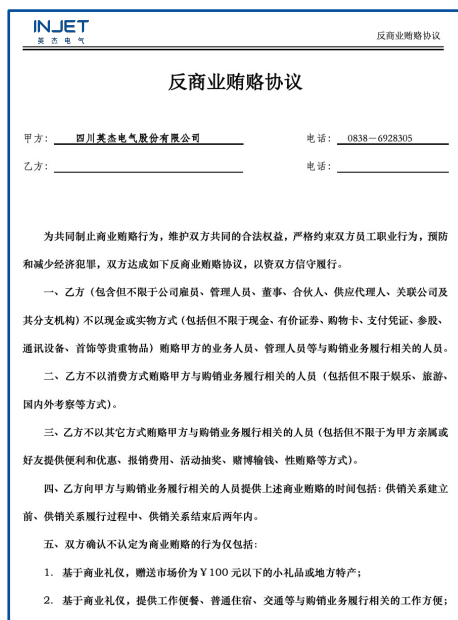 INJET
英杰电气
反商业贿赂协议
反商业贿赂协议
甲方： 四川英杰电气股份有限公司 电话： 0838－6928305
乙方： 电话：
为共同制止商业贿赂行为，维护双方共同的合法权益，严格约束双方员工职业行为，预防
和减少经济犯罪，双方达成如下反商业贿赂协议，以资双方信守履行。
一、乙方（包含但不限于公司雇员、管理人员、董事、合伙人、供应代理人、关联公司及
其分支机构）不以现金或实物方式（包括但不限于现金、有价证券、购物卡、支付凭证、参股、
通讯设备、首饰等贵重物品）贿赂甲方的业务人员、管理人员等与购销业务履行相关的人员。
二、乙方不以消费方式贿赂甲方与购销业务履行相关的人员（包括但不限于娱乐、旅游、
国内外考察等方式）。
三、乙方不以其它方式贿赂甲方与购销业务履行相关的人员（包括但不限于为甲方亲属或
好友提供便利和优惠、报销费用、活动抽奖、赌博输钱、性贿赂等方式）。
四、乙方向甲方与购销业务履行相关的人员提供上述商业贿赂的时间包括：供销关系建立
前、供销关系履行过程中、供销关系结束后两年内。
五、双方确认不认定为商业贿赂的行为仅包括：
1. 基于商业礼仪，赠送市场价为￥100 元以下的小礼品或地方特产；
2. 基于商业礼仪，提供工作便餐、普通住宿、交通等与购销业务履行相关的工作方便；